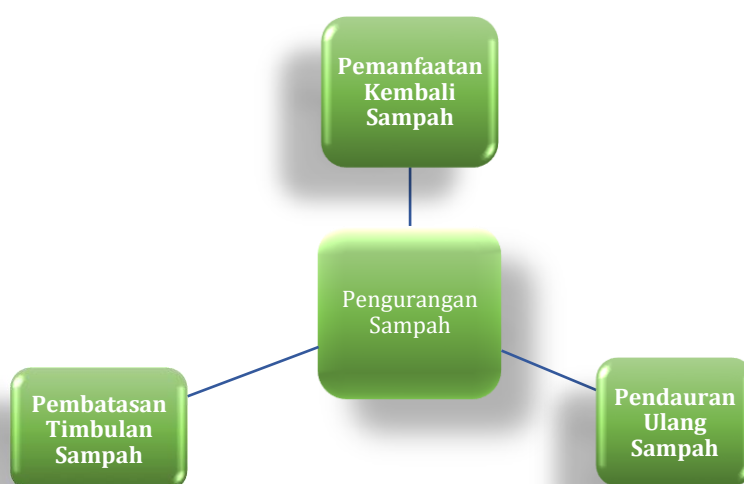 Pemanfaatan
Kembali
Sampah
Pengurangan
Sampah
Pembatasan
Timbulan
Sampah
Pendauran
Ulang
Sampah